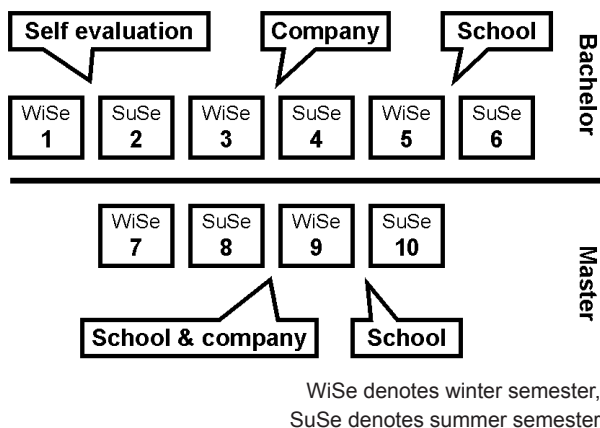 Self evaluation
Company
School
WiSe
1
SuSe
2
WiSe
3
SuSe
4
WiSe
5
SuSe
6
Bachelor
WiSe
7
SuSe
8
WiSe
9
SuSe
10
Master
School & company
School
WiSe denotes winter semester,
SuSe denotes summer semester